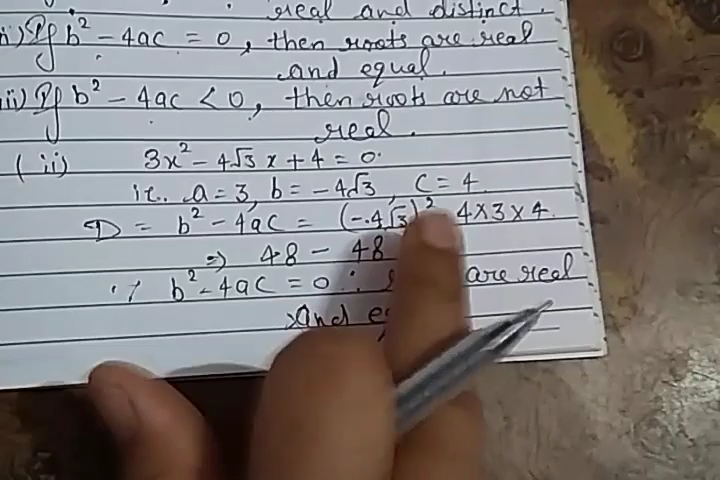 real and distinct.
ii) If b² - 4ac = 0, then roots are real
and equal.
iii) If b² - 4ac < 0, then roots are not
real.
(ii) 3x² - 4√3 x + 4 = 0.
i.e. a = 3, b = -4√3, c = 4
D = b² - 4ac = (-4√3)² 4×3×4.
⇒ 48 - 48
∵ b² - 4ac = 0 ∴ are real
and